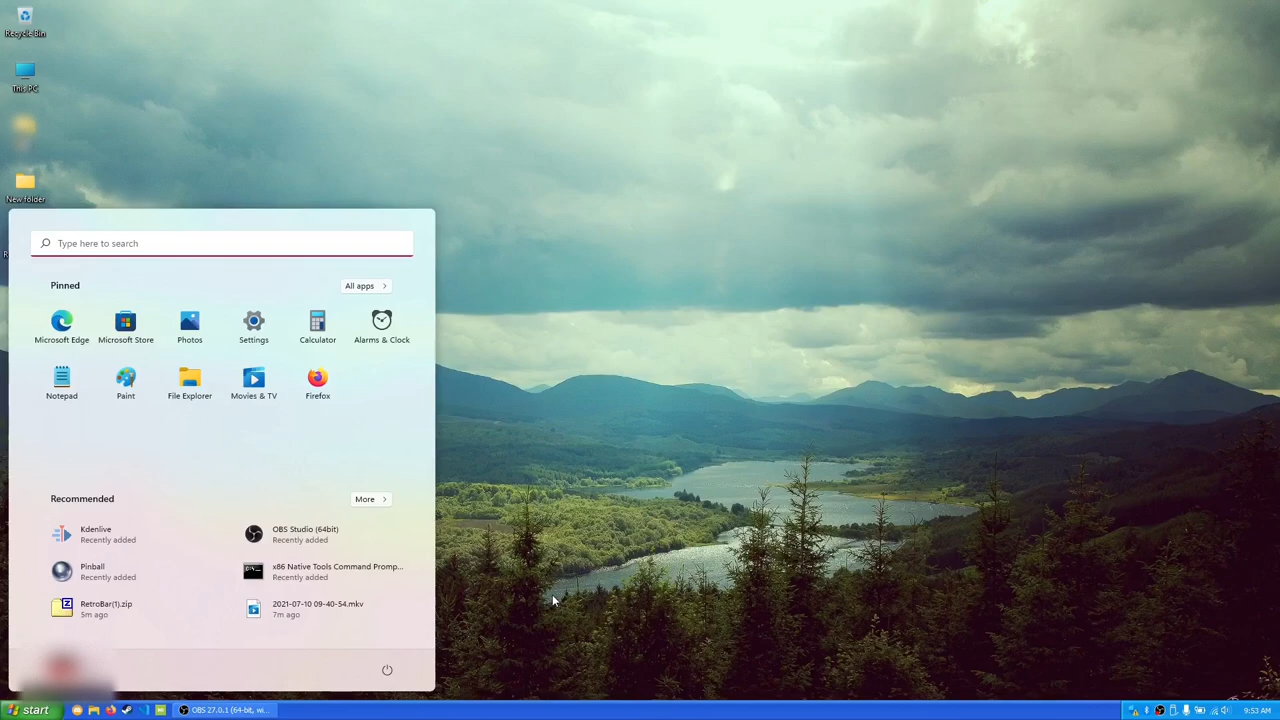 Recycle Bin
This PC
New folder
Type here to search
Pinned
All apps
Microsoft Edge
Microsoft Store
Photos
Settings
Calculator
Alarms & Clock
Notepad
Paint
File Explorer
Movies & TV
Firefox
Recommended
More
Kdenlive
Recently added
OBS Studio (64bit)
Recently added
Pinball
Recently added
x86 Native Tools Command Promp...
Recently added
RetroBar(1).zip
5m ago
2021-07-10 09-40-54.mkv
7m ago
start
OBS 27.0.1 (64-bit, wi...
9:53 AM